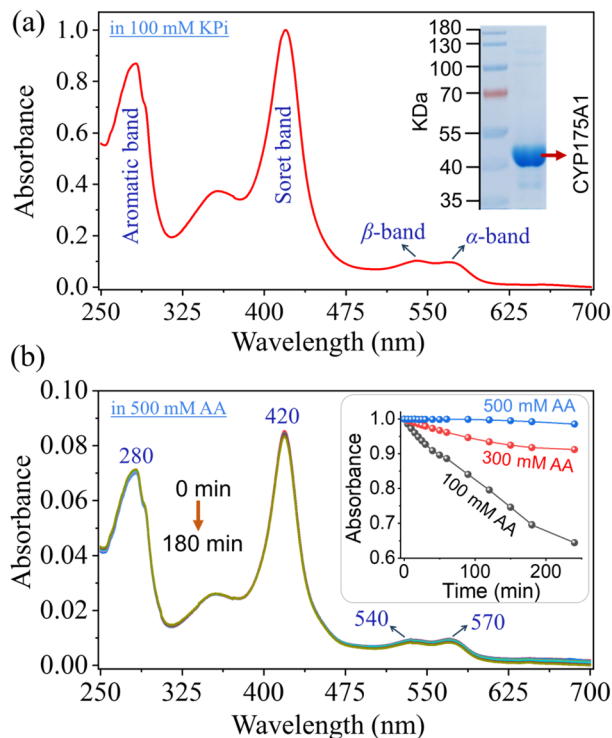 (a)
in 100 mM KPi
Absorbance
1.0
0.8
0.6
0.4
0.2
0.0
Aromatic band
Soret band
β-band
α-band
KDa
180
130
100
70
55
40
35
CYP175A1
250 325 400 475 550 625 700
Wavelength (nm)
(b)
in 500 mM AA
Absorbance
0.10
0.08
0.06
0.04
0.02
0.00
280
420
0 min
180 min
540
570
Absorbance
1.0
0.9
0.8
0.7
0.6
500 mM AA
300 mM AA
100 mM AA
0 100 200
Time (min)
250 325 400 475 550 625 700
Wavelength (nm)